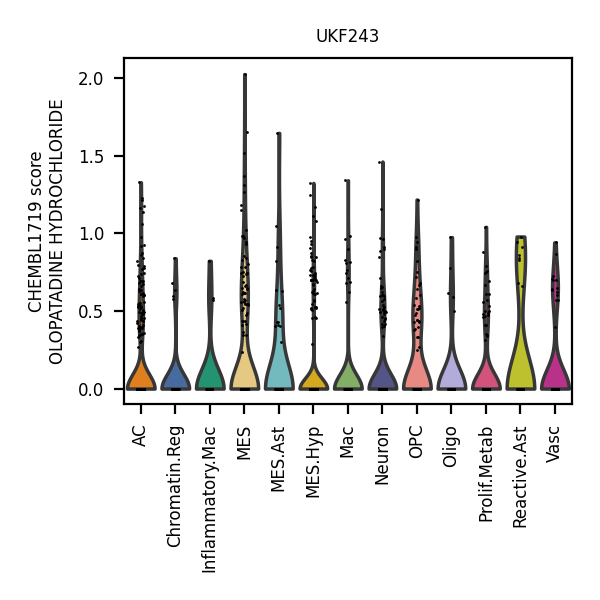 UKF243
CHEMBL1719 score
OLOPATADINE HYDROCHLORIDE
2.0
1.5
1.0
0.5
0.0
AC
Chromatin.Reg
Inflammatory.Mac
MES
MES.Ast
MES.Hyp
Mac
Neuron
OPC
Oligo
Prolif.Metab
Reactive.Ast
Vasc